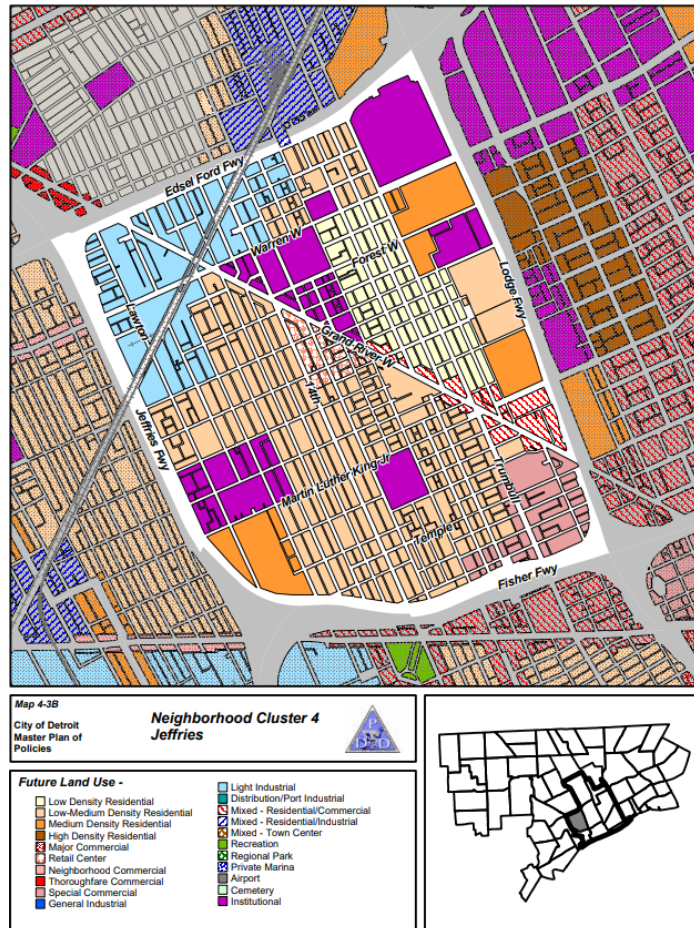 Edsel Ford Fwy
Warren W
Forest W
Lodge Fwy
Lawton
Grand River W
14th
Jeffries Fwy
Martin Luther King Jr
Trumbull
Temple
Fisher Fwy
Map 4-3B
City of Detroit
Master Plan of
Policies
Neighborhood Cluster 4
Jeffries
P
D D
Future Land Use -
Low Density Residential
Low-Medium Density Residential
Medium Density Residential
High Density Residential
Major Commercial
Retail Center
Neighborhood Commercial
Thoroughfare Commercial
Special Commercial
General Industrial
Light Industrial
Distribution/Port Industrial
Mixed - Residential/Commercial
Mixed - Residential/Industrial
Mixed - Town Center
Recreation
Regional Park
Private Marina
Airport
Cemetery
Institutional